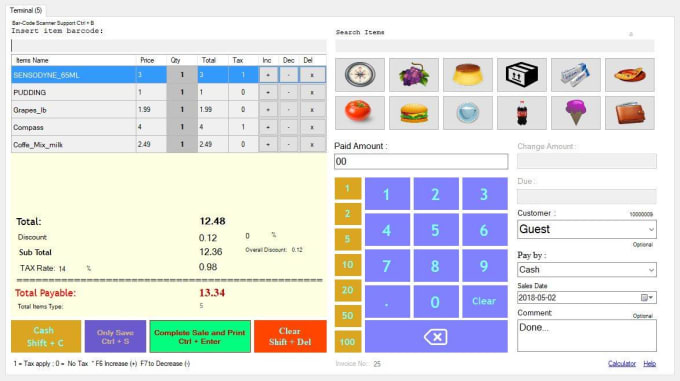 Terminal (5)
Bar-Code Scanner Support Ctrl + B
Insert item barcode:
Items Name Price Qty Total Tax Inc Dec Del
SENSODYNE_65ML 3 1 3 1 + - x
PUDDING 1 1 1 0 + - x
Grapes_lb 1.99 1 1.99 0 + - x
Compass 4 1 4 1 + - x
Coffe_Mix_milk 2.49 1 2.49 0 + - x
Total: 12.48
Discount 0.12 0 %
Overall Discount: 0.12
Sub Total 12.36
TAX Rate: 14 % 0.98
Total Payable: 13.34
Total Items Type: 5
Cash
Shift + C
Only Save
Ctrl + S
Complete Sale and Print
Ctrl + Enter
Clear
Shift + Del
1 = Tax apply : 0 = No Tax * F6 Increase (+) F7 to Decrease (-)
Search Items
Paid Amount :
00
1
2
5
10
20
50
100
1 2 3
4 5 6
7 8 9
. 0 Clear
Invoice No: 25
Change Amount :
Due :
Customer : 10000009
Guest
Optional
Pay by :
Cash
Sales Date
2018-05-02
Comment Optional
Done...
Calculator Help